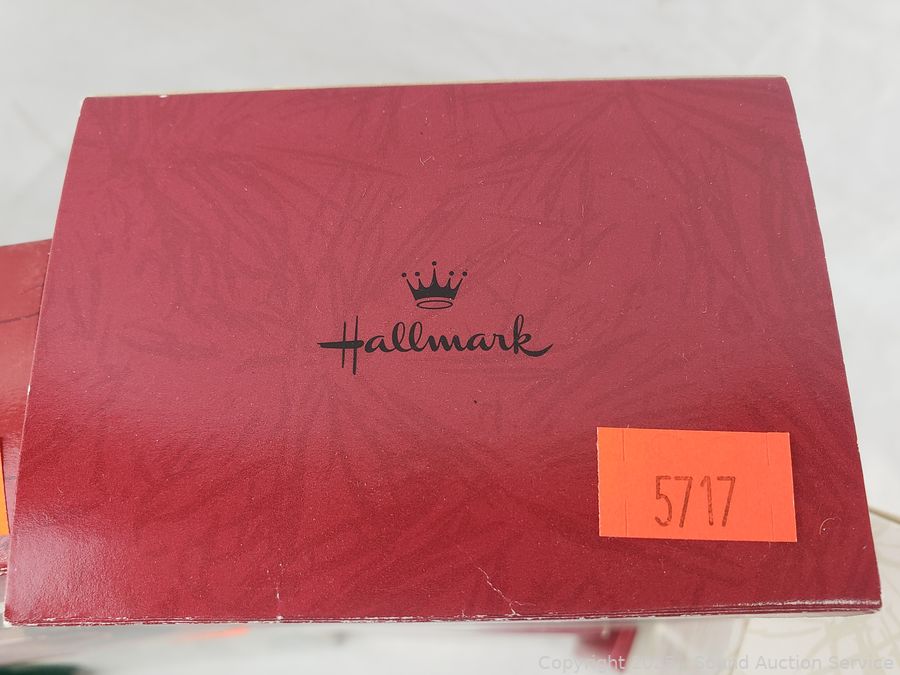 Hallmark
5717
Copyright 2025 - Sound Auction Service